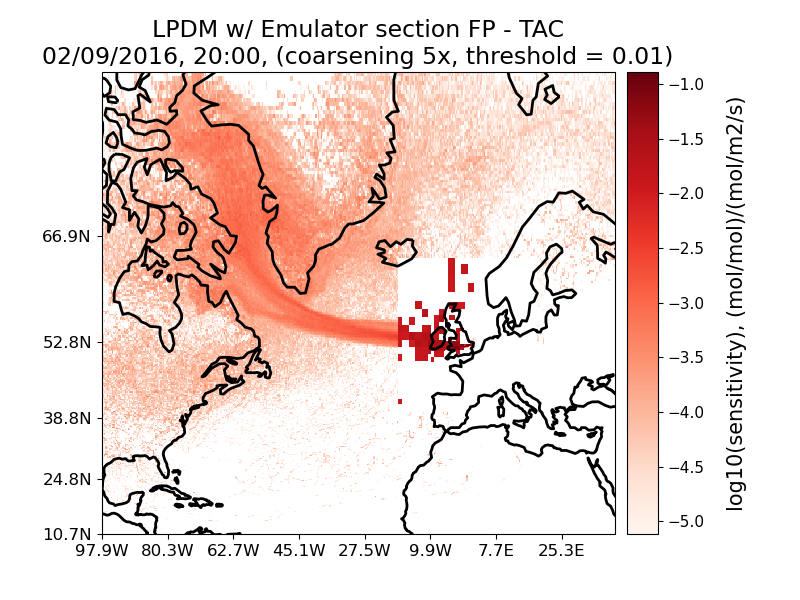 LPDM w/ Emulator section FP - TAC
02/09/2016, 20:00, (coarsening 5x, threshold = 0.01)
66.9N
52.8N
38.8N
24.8N
10.7N
97.9W 80.3W 62.7W 45.1W 27.5W 9.9W 7.7E 25.3E
−1.0
−1.5
−2.0
−2.5
−3.0
−3.5
−4.0
−4.5
−5.0
log10(sensitivity), (mol/mol)/(mol/m2/s)